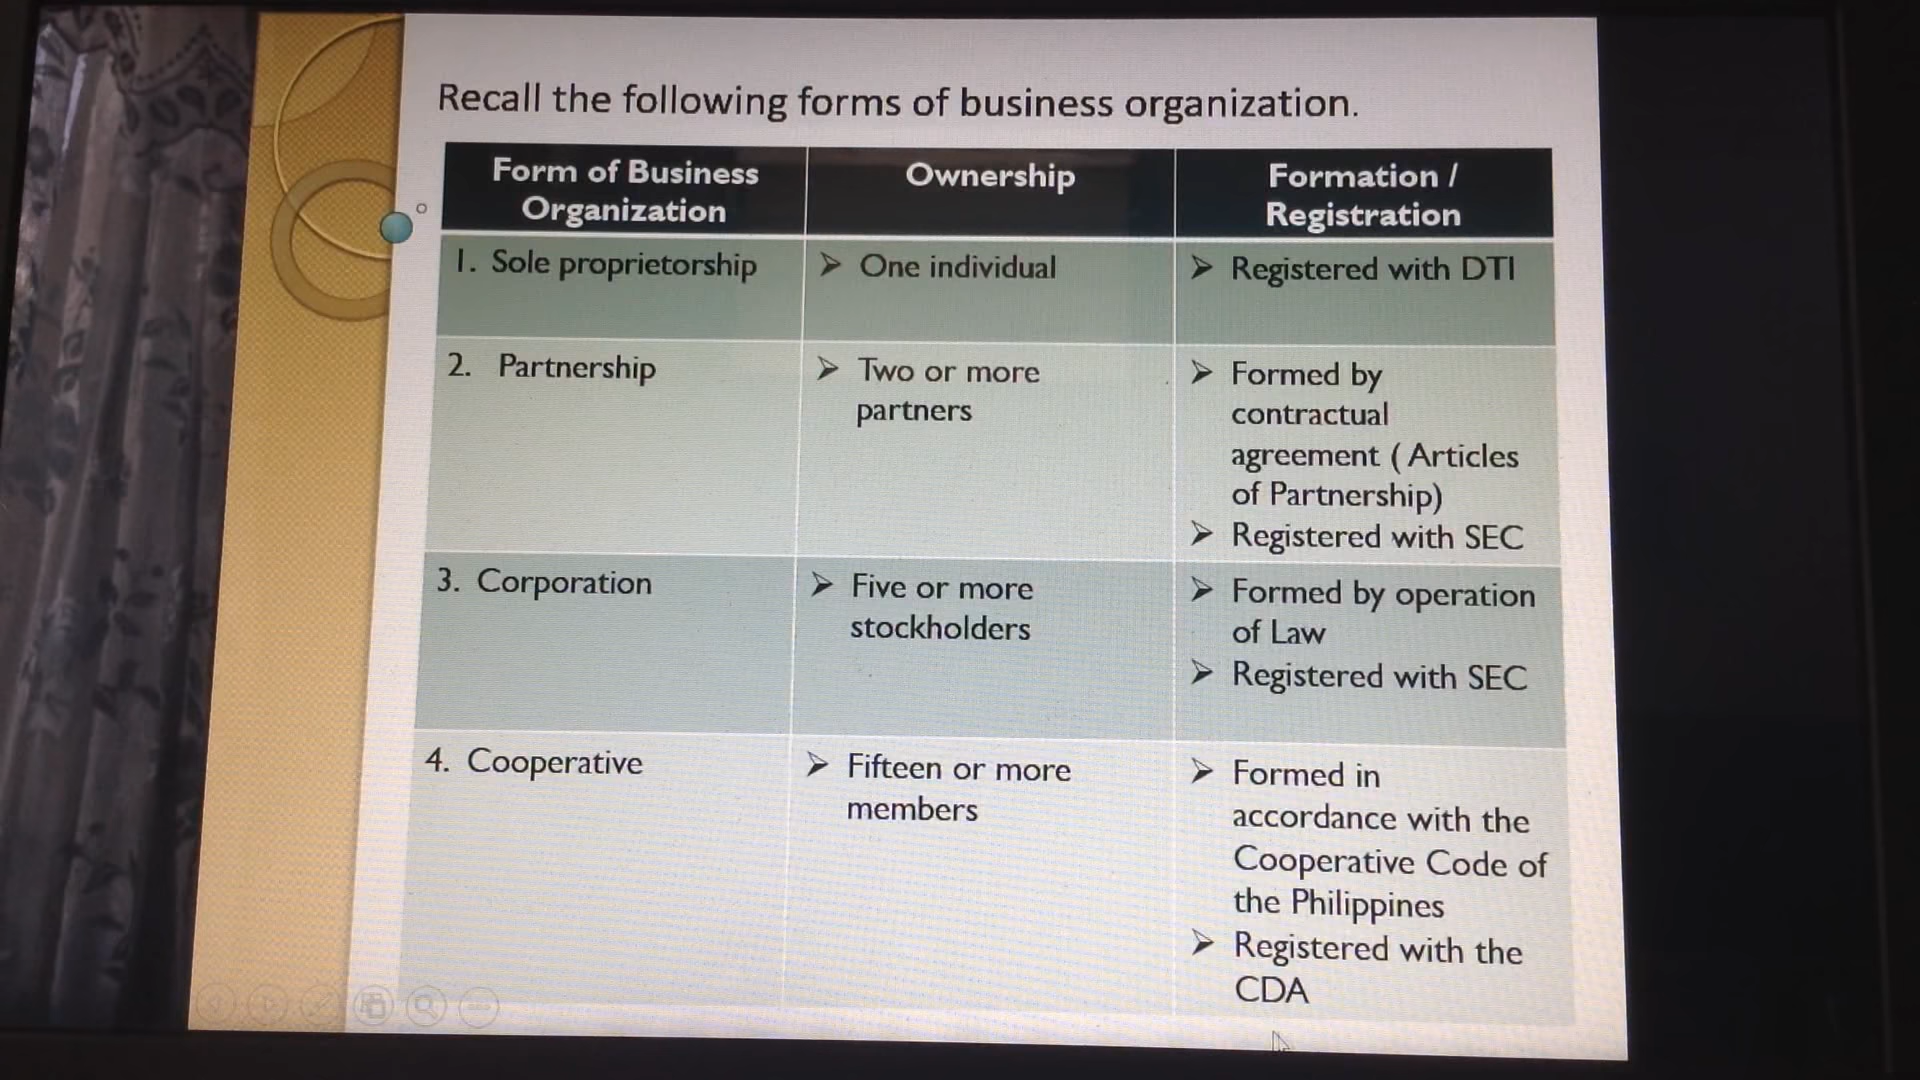 Recall the following forms of business organization.
Form of Business
Organization
Ownership
Formation /
Registration
1. Sole proprietorship
➢ One individual
➢ Registered with DTI
2. Partnership
➢ Two or more
partners
➢ Formed by
contractual
agreement ( Articles
of Partnership)
➢ Registered with SEC
3. Corporation
➢ Five or more
stockholders
➢ Formed by operation
of Law
➢ Registered with SEC
4. Cooperative
➢ Fifteen or more
members
➢ Formed in
accordance with the
Cooperative Code of
the Philippines
➢ Registered with the
CDA